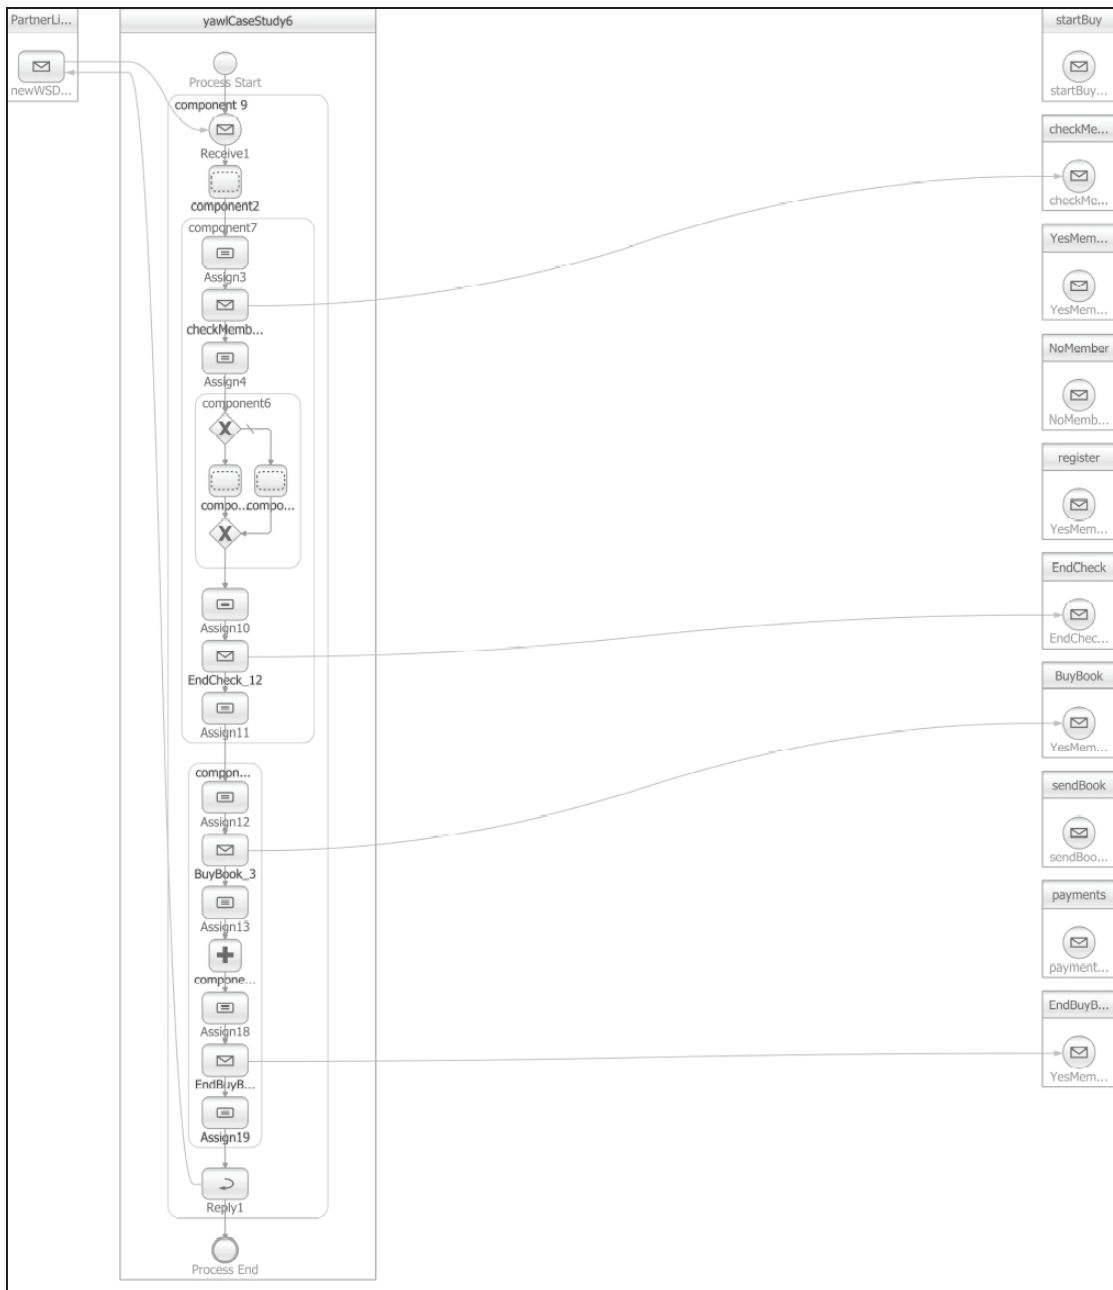 PartnerLi...
newWSD...
yawlCaseStudy6
Process Start
component 9
Receive1
component2
component7
Assign3
checkMemb...
Assign4
component6
X
compo...
compo...
X
Assign10
EndCheck_12
Assign11
compon...
Assign12
BuyBook_3
Assign13
compone...
Assign18
EndBuyB...
Assign19
Reply1
Process End
startBuy
startBuy...
checkMe...
checkMe...
YesMem...
YesMem...
NoMember
NoMemb...
register
YesMem...
EndCheck
EndChec...
BuyBook
YesMem...
sendBook
sendBoo...
payments
payment...
EndBuyB...
YesMem...